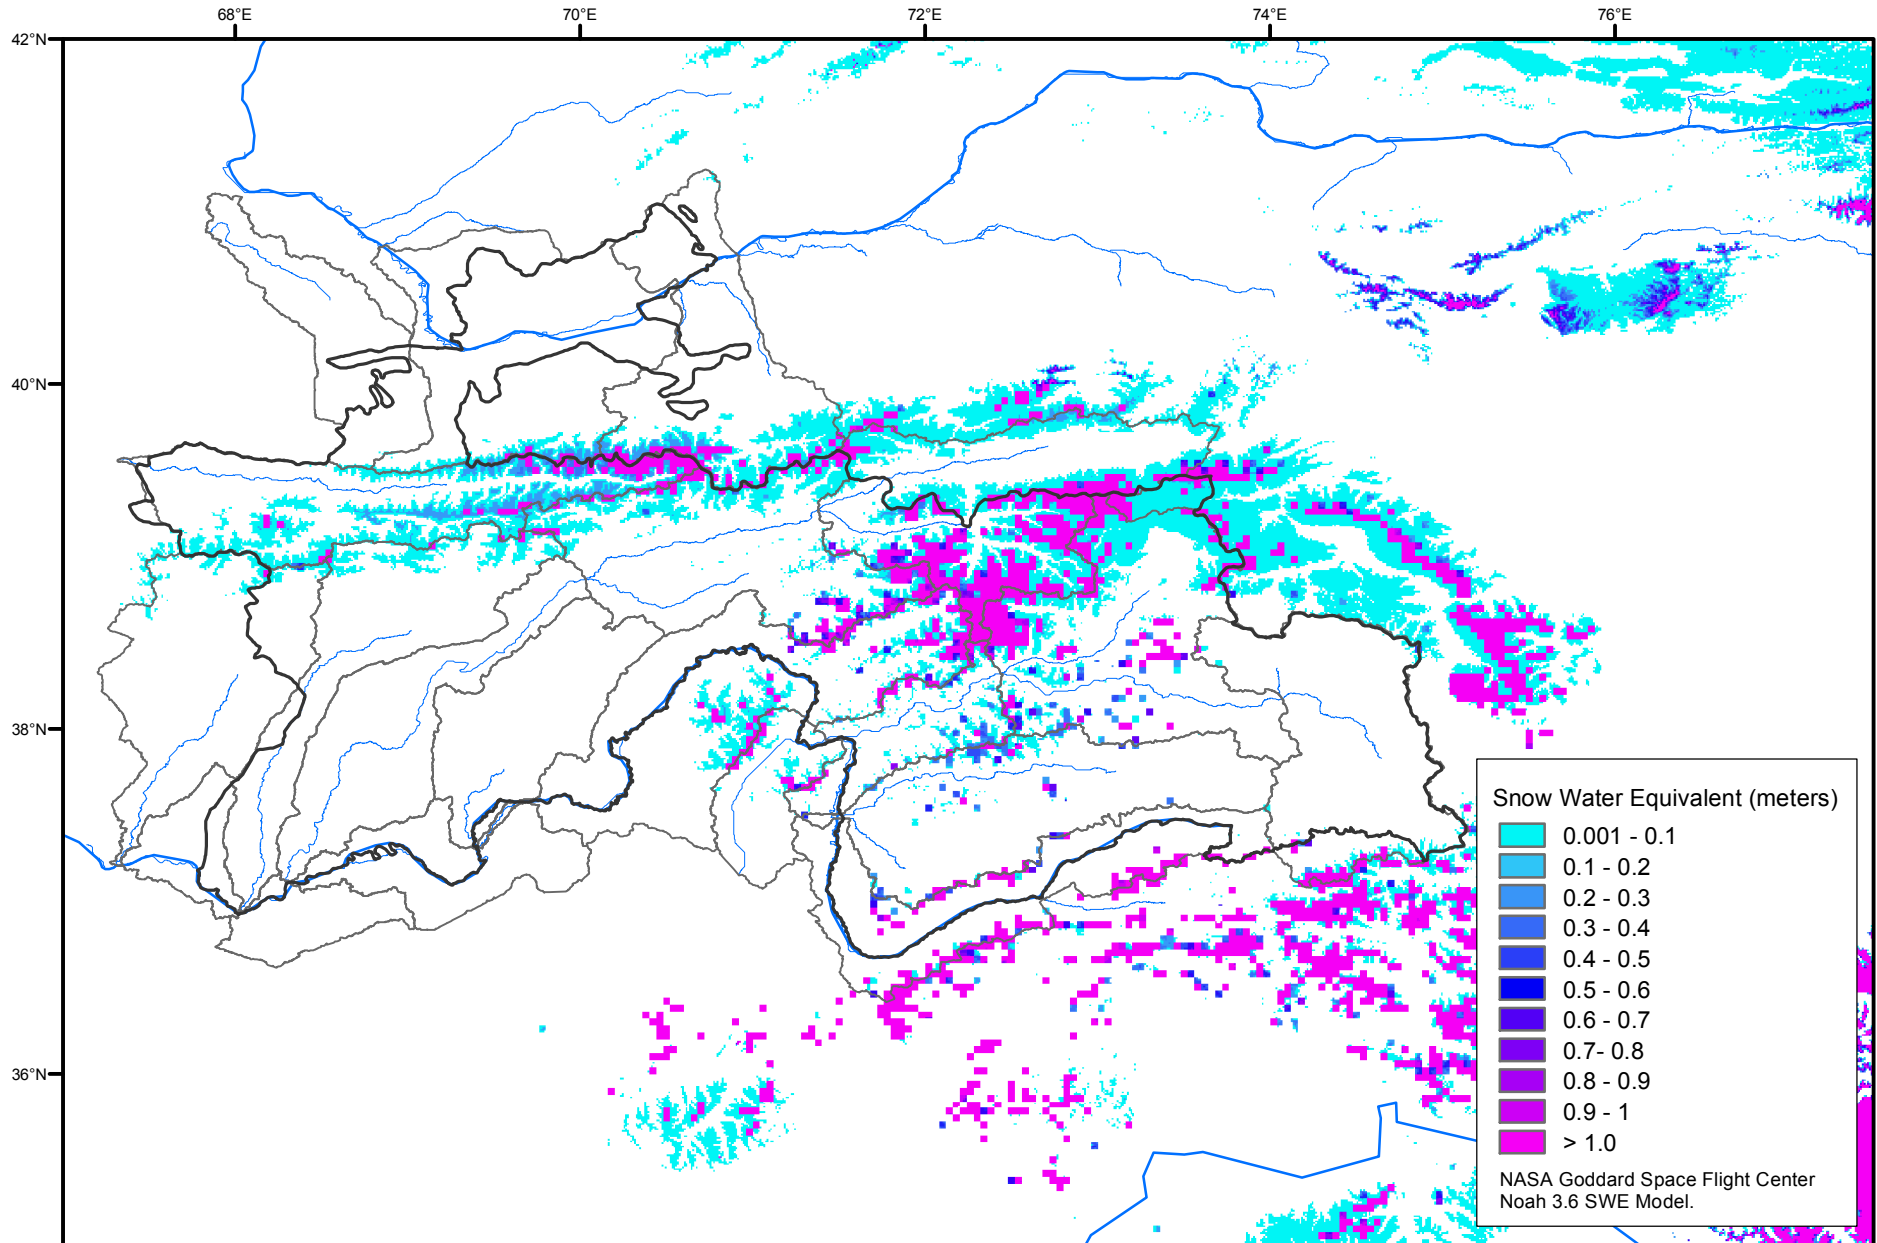 68°E
70°E
72°E
74°E
76°E
42°N
40°N
38°N
36°N
Snow Water Equivalent (meters)
0.001 - 0.1
0.1 - 0.2
0.2 - 0.3
0.3 - 0.4
0.4 - 0.5
0.5 - 0.6
0.6 - 0.7
0.7- 0.8
0.8 - 0.9
0.9 - 1
> 1.0
NASA Goddard Space Flight Center
Noah 3.6 SWE Model.